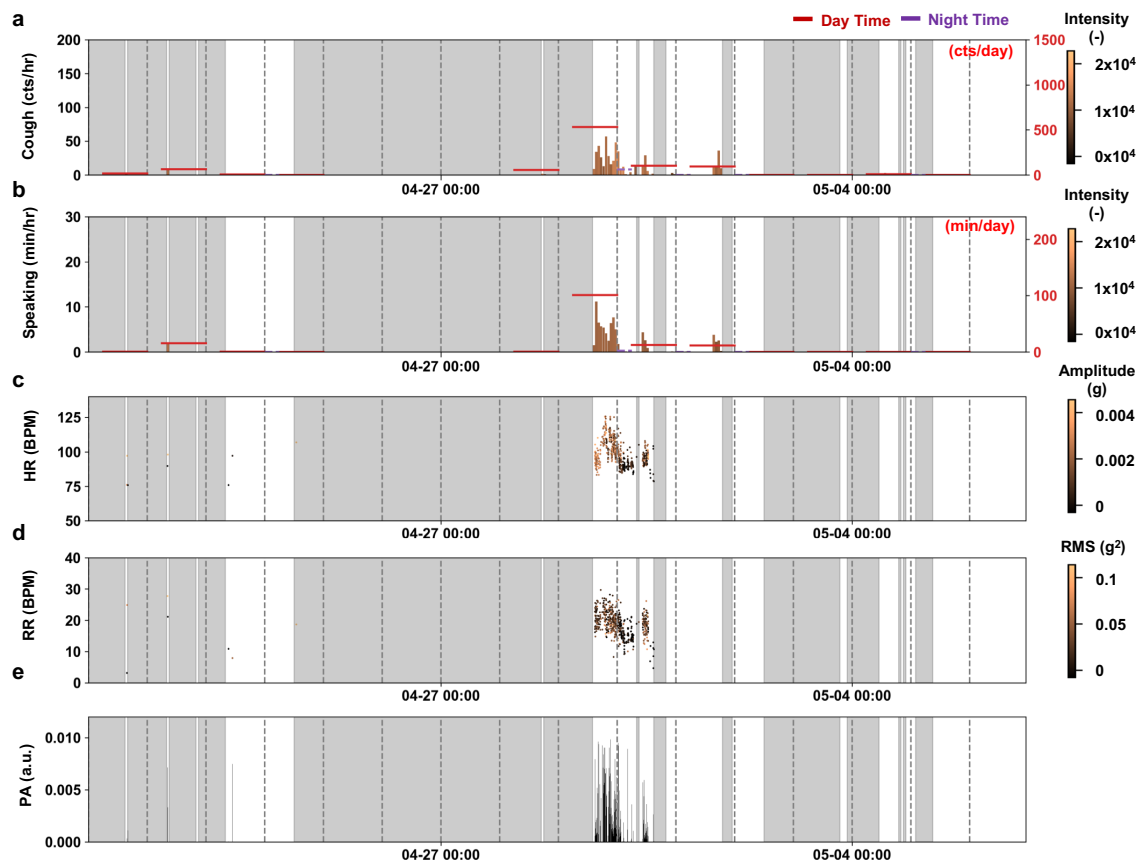 a
Day Time
Night Time
Intensity
(-)
200
150
100
50
0
Cough (cts/hr)
(cts/day)
1500
1000
500
0
2x10⁴
1x10⁴
0x10⁴
04-27 00:00
05-04 00:00
b
Intensity
(-)
30
20
10
0
Speaking (min/hr)
(min/day)
200
100
0
2x10⁴
1x10⁴
0x10⁴
04-27 00:00
05-04 00:00
c
Amplitude
(g)
125
100
75
50
HR (BPM)
0.004
0.002
0
04-27 00:00
05-04 00:00
d
RMS (g²)
40
30
20
10
0
RR (BPM)
0.1
0.05
0
04-27 00:00
05-04 00:00
e
0.010
0.005
0.000
PA (a.u.)
04-27 00:00
05-04 00:00